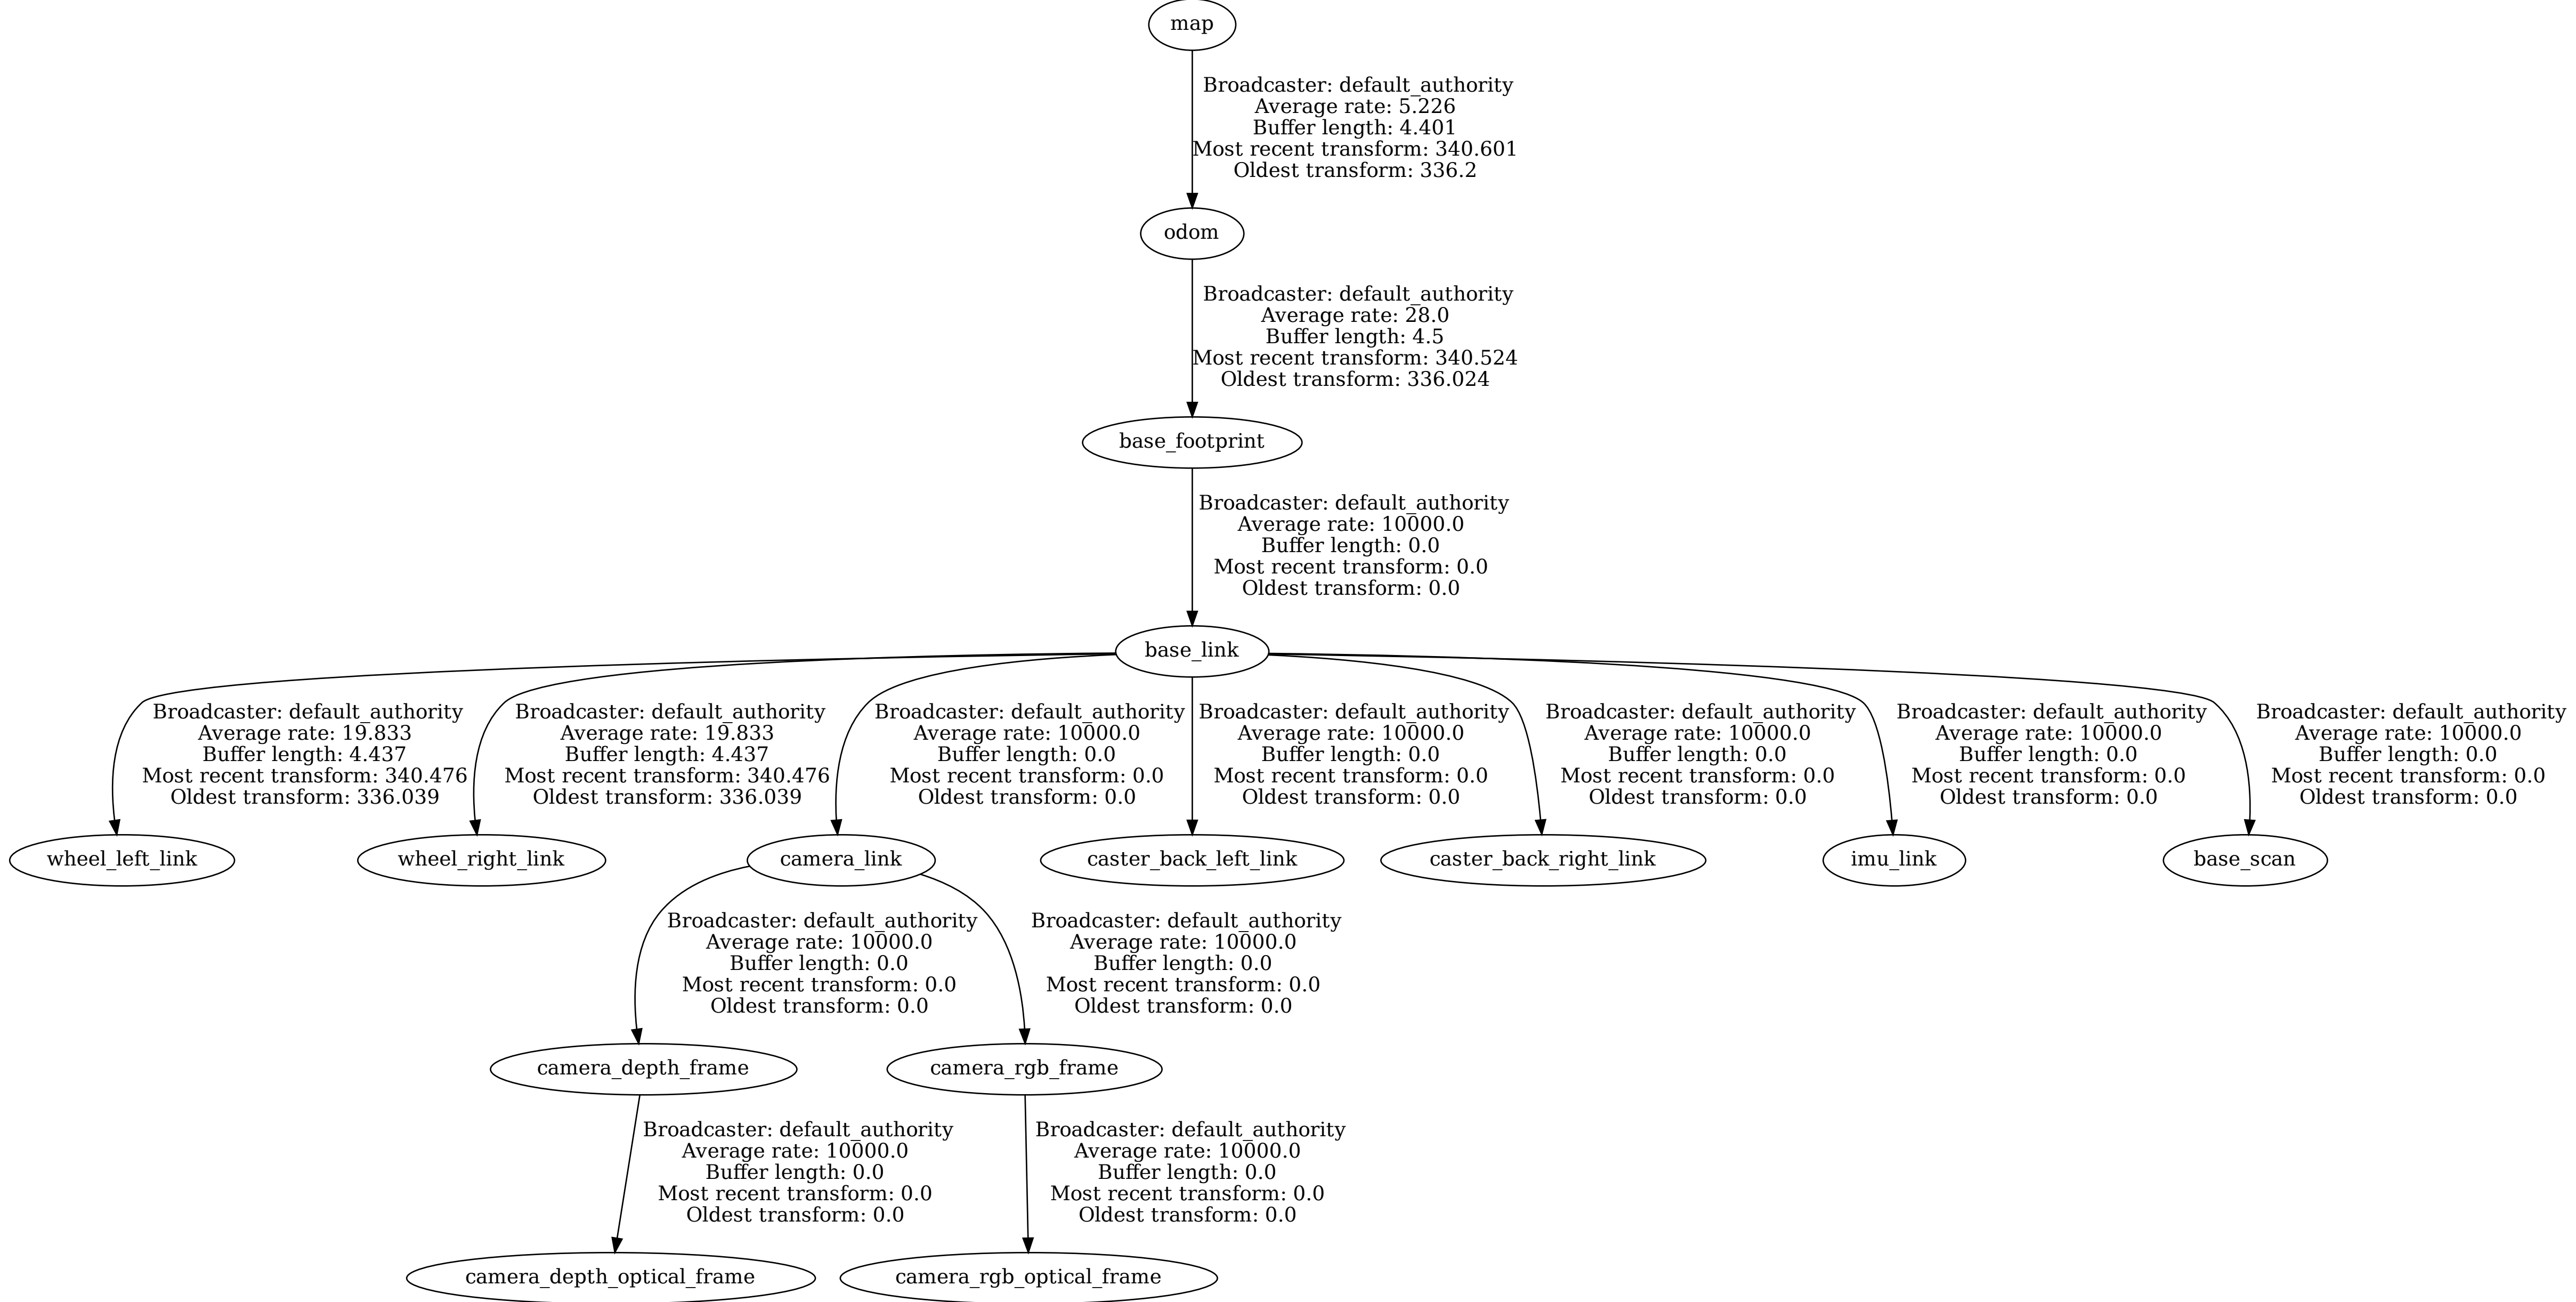 map
Broadcaster: default_authority
Average rate: 5.226
Buffer length: 4.401
Most recent transform: 340.601
Oldest transform: 336.2
odom
Broadcaster: default_authority
Average rate: 28.0
Buffer length: 4.5
Most recent transform: 340.524
Oldest transform: 336.024
base_footprint
Broadcaster: default_authority
Average rate: 10000.0
Buffer length: 0.0
Most recent transform: 0.0
Oldest transform: 0.0
base_link
Broadcaster: default_authority
Average rate: 19.833
Buffer length: 4.437
Most recent transform: 340.476
Oldest transform: 336.039
Broadcaster: default_authority
Average rate: 19.833
Buffer length: 4.437
Most recent transform: 340.476
Oldest transform: 336.039
Broadcaster: default_authority
Average rate: 10000.0
Buffer length: 0.0
Most recent transform: 0.0
Oldest transform: 0.0
Broadcaster: default_authority
Average rate: 10000.0
Buffer length: 0.0
Most recent transform: 0.0
Oldest transform: 0.0
Broadcaster: default_authority
Average rate: 10000.0
Buffer length: 0.0
Most recent transform: 0.0
Oldest transform: 0.0
Broadcaster: default_authority
Average rate: 10000.0
Buffer length: 0.0
Most recent transform: 0.0
Oldest transform: 0.0
Broadcaster: default_authority
Average rate: 10000.0
Buffer length: 0.0
Most recent transform: 0.0
Oldest transform: 0.0
wheel_left_link
wheel_right_link
camera_link
caster_back_left_link
caster_back_right_link
imu_link
base_scan
Broadcaster: default_authority
Average rate: 10000.0
Buffer length: 0.0
Most recent transform: 0.0
Oldest transform: 0.0
Broadcaster: default_authority
Average rate: 10000.0
Buffer length: 0.0
Most recent transform: 0.0
Oldest transform: 0.0
camera_depth_frame
camera_rgb_frame
Broadcaster: default_authority
Average rate: 10000.0
Buffer length: 0.0
Most recent transform: 0.0
Oldest transform: 0.0
Broadcaster: default_authority
Average rate: 10000.0
Buffer length: 0.0
Most recent transform: 0.0
Oldest transform: 0.0
camera_depth_optical_frame
camera_rgb_optical_frame